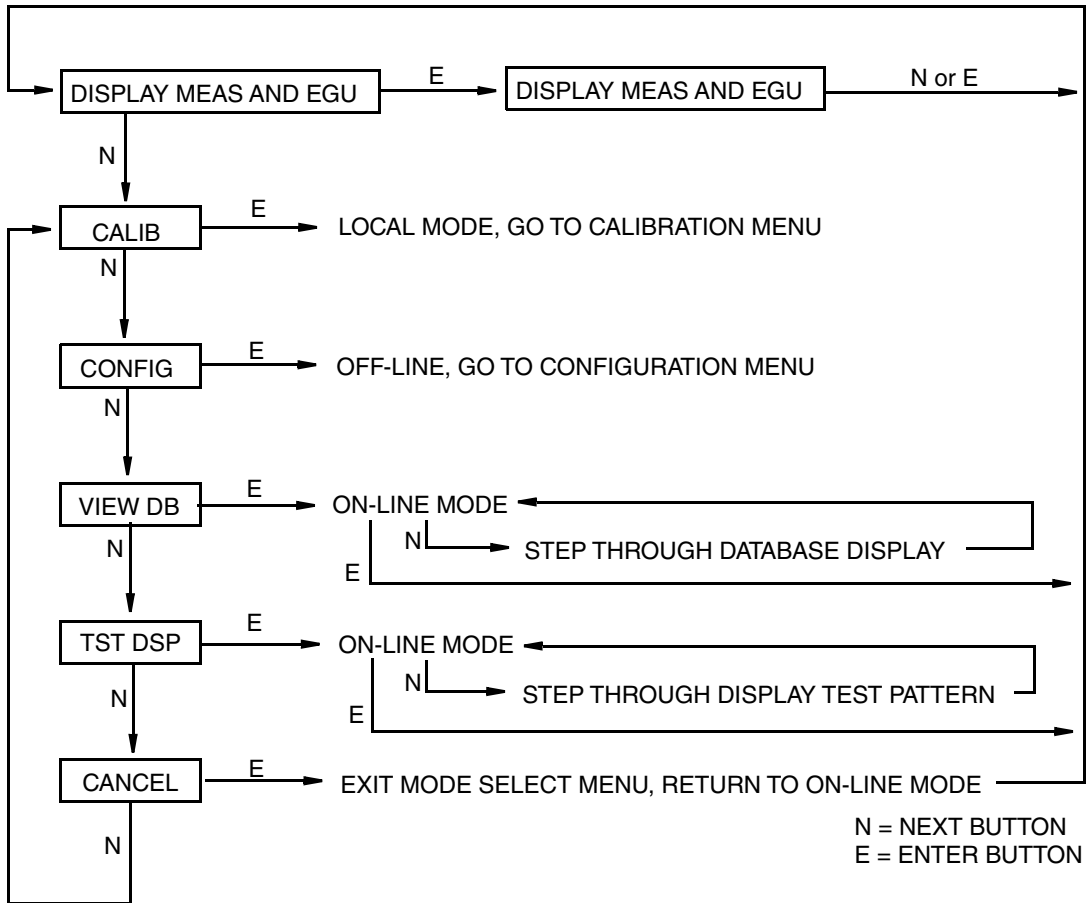 DISPLAY MEAS AND EGU
E
DISPLAY MEAS AND EGU
N or E
N
CALIB
E
LOCAL MODE, GO TO CALIBRATION MENU
N
CONFIG
E
OFF-LINE, GO TO CONFIGURATION MENU
N
VIEW DB
E
ON-LINE MODE
N
STEP THROUGH DATABASE DISPLAY
E
N
TST DSP
E
ON-LINE MODE
N
STEP THROUGH DISPLAY TEST PATTERN
E
N
CANCEL
E
EXIT MODE SELECT MENU, RETURN TO ON-LINE MODE
N
N = NEXT BUTTON
E = ENTER BUTTON